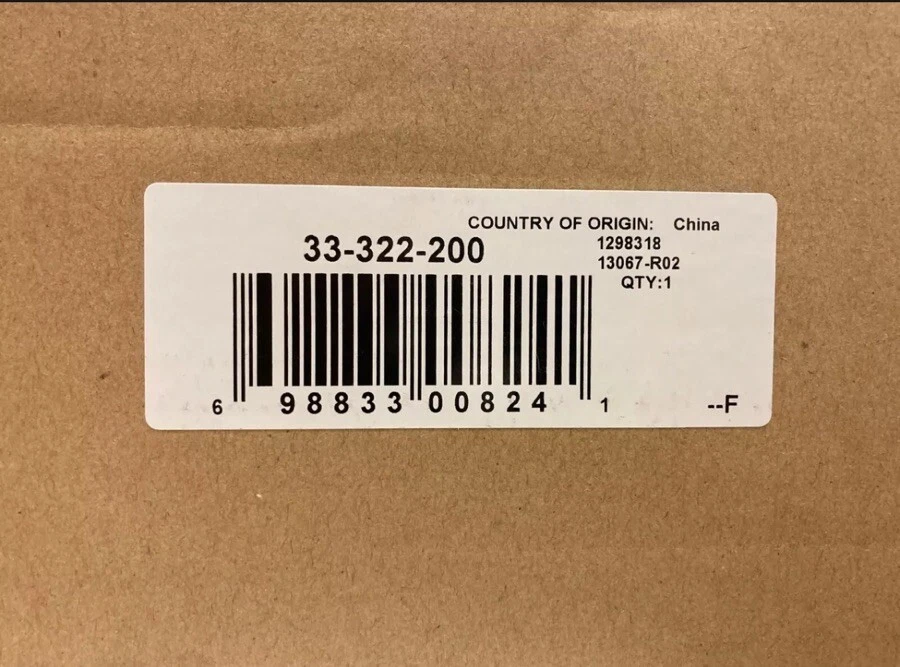 COUNTRY OF ORIGIN: China
33-322-200
1298318
13067-R02
QTY:1
6 98833 00824 1
--F